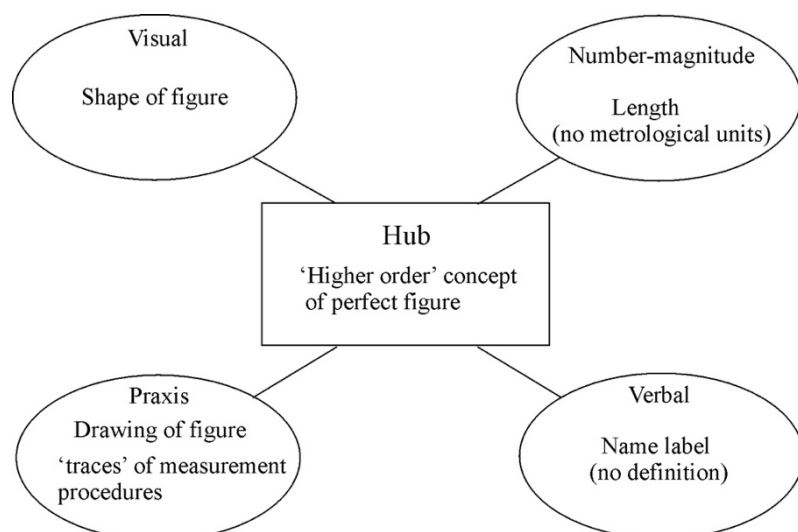 Visual
Shape of figure
Number-magnitude
Length
(no metrological units)
Hub
‘Higher order’ concept
of perfect figure
Praxis
Drawing of figure
‘traces’ of measurement
procedures
Verbal
Name label
(no definition)